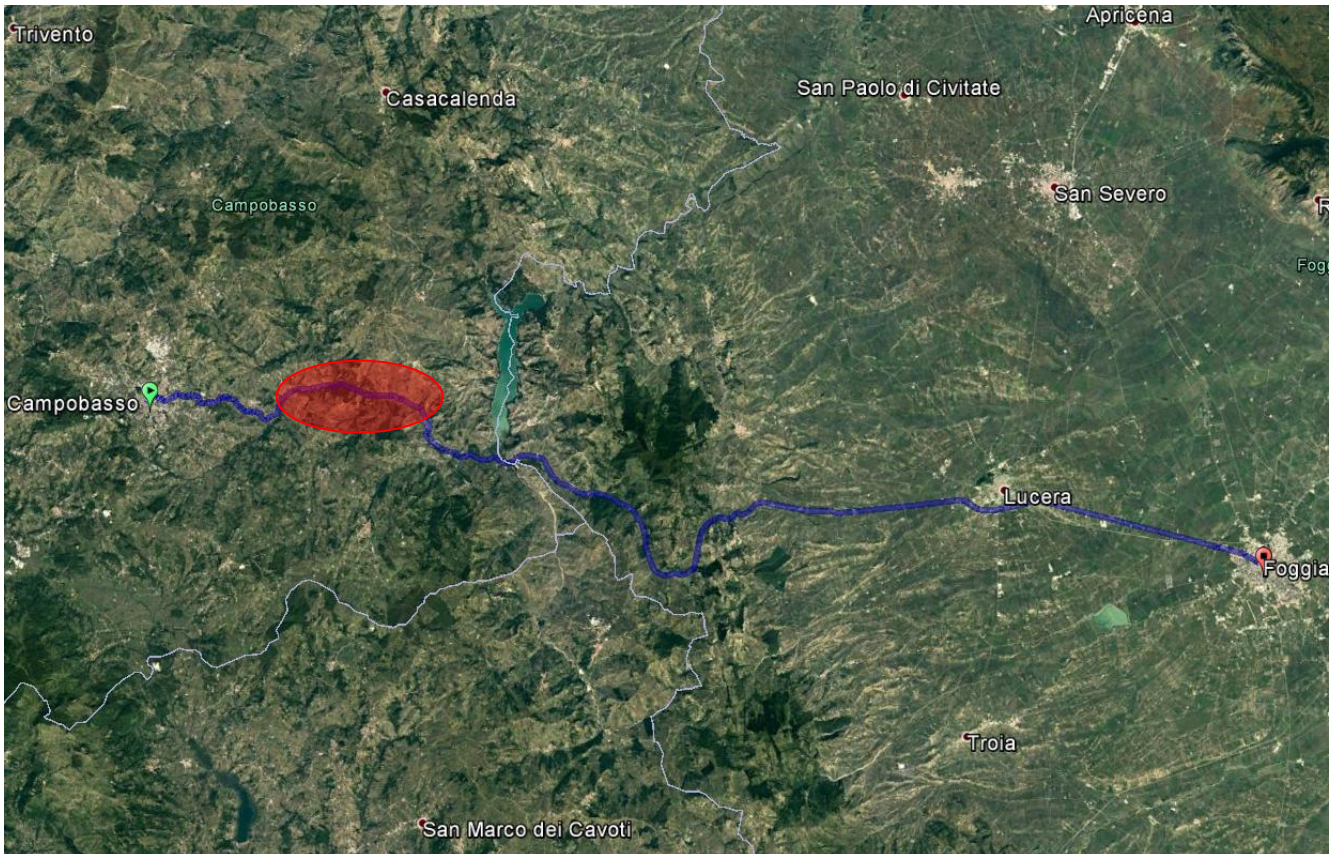 Apricena
Trivento
San Paolo di Civitate
Casacalenda
San Severo
R
Campobasso
Fogg
Campobasso
Lucera
Foggia
Troia
San Marco dei Cavoti